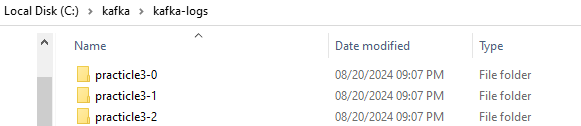 Local Disk (C:) > kafka > kafka-logs
Name Date modified Type
practicle3-0 08/20/2024 09:07 PM File folder
practicle3-1 08/20/2024 09:07 PM File folder
practicle3-2 08/20/2024 09:07 PM File folder